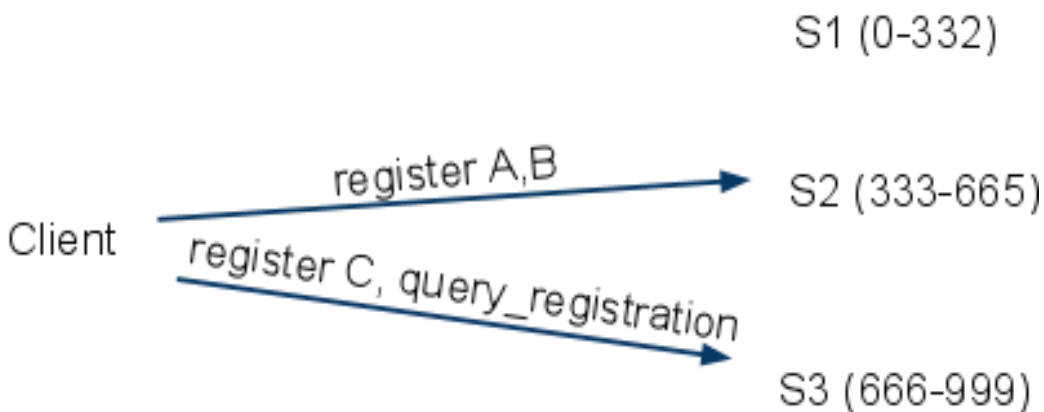 S1 (0-332)
register A,B
S2 (333-665)
Client
register C, query_registration
S3 (666-999)